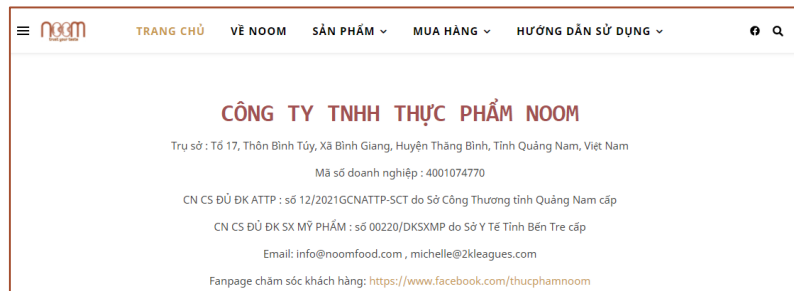 noom
TRANG CHỦ VỀ NOOM SẢN PHẨM MUA HÀNG HƯỚNG DẪN SỬ DỤNG
CÔNG TY TNHH THỰC PHẨM NOOM
Trụ sở : Tổ 17, Thôn Bình Túy, Xã Bình Giang, Huyện Thăng Bình, Tỉnh Quảng Nam, Việt Nam
Mã số doanh nghiệp : 4001074770
CN CS ĐỦ ĐK ATTP : số 12/2021GCNATTP-SCT do Sở Công Thương tỉnh Quảng Nam cấp
CN CS ĐỦ ĐK SX MỸ PHẨM : số 00220/DKSXMP do Sở Y Tế Tỉnh Bến Tre cấp
Email: info@noomfood.com , michelle@2kleagues.com
Fanpage chăm sóc khách hàng: https://www.facebook.com/thucphamnoom